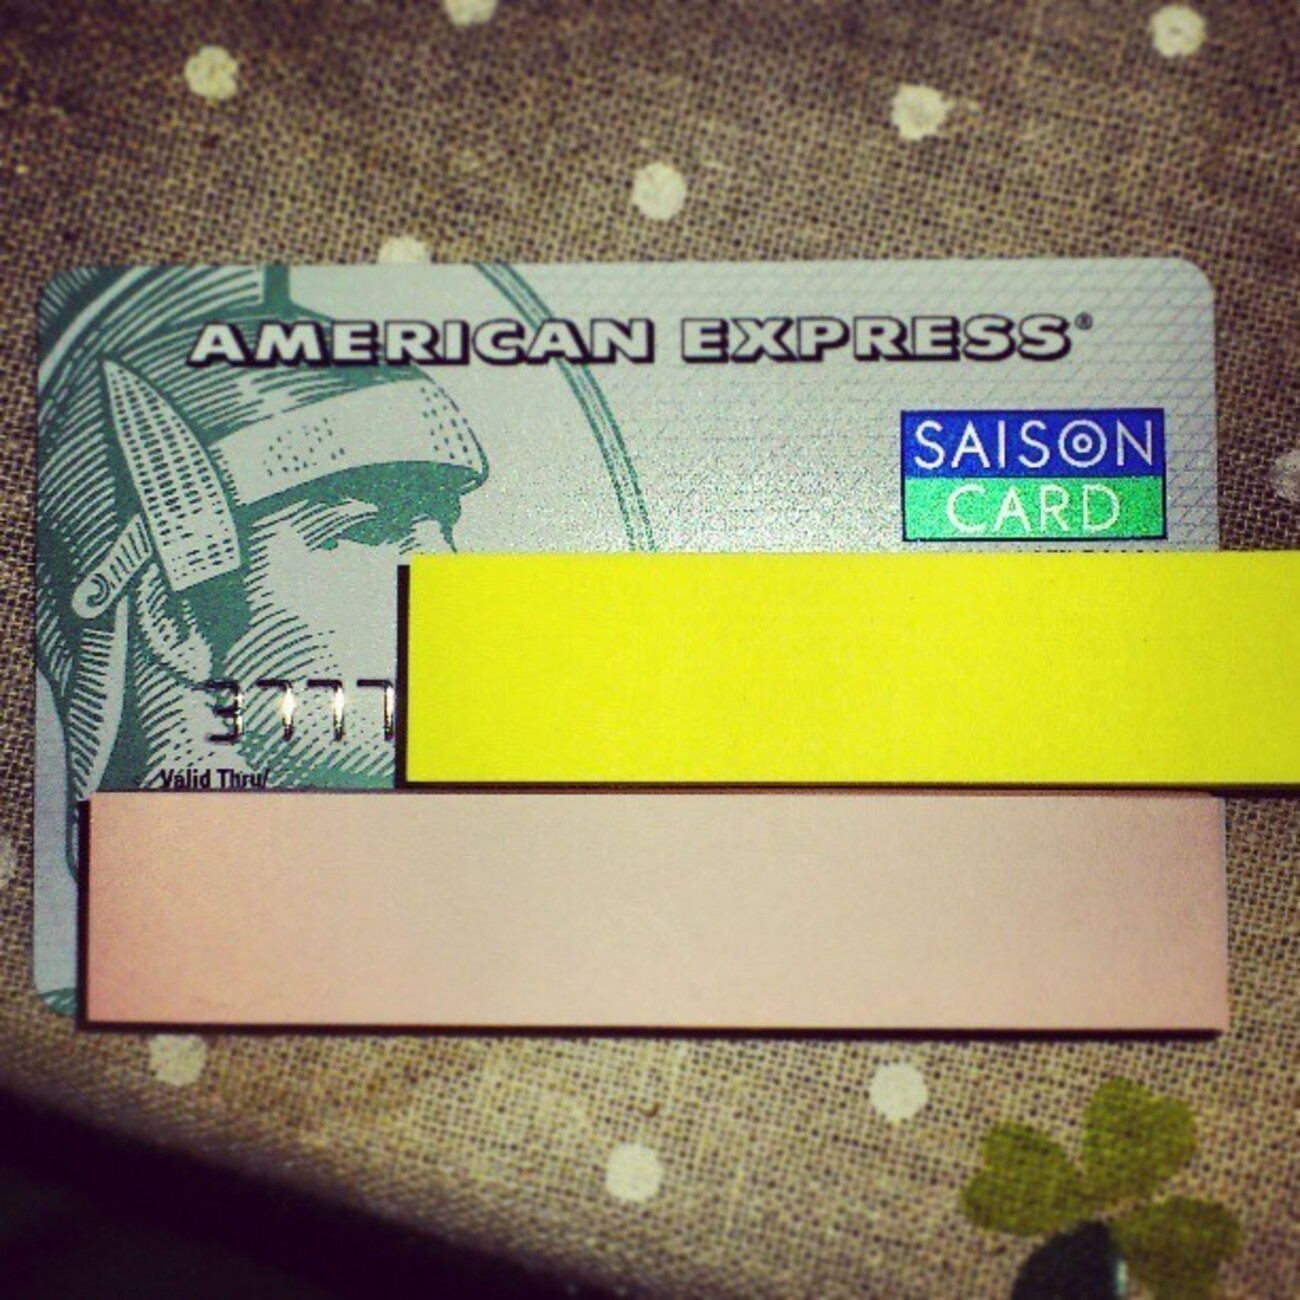 AMERICAN EXPRESS®
SAISON
CARD
3777
Valid Thru/